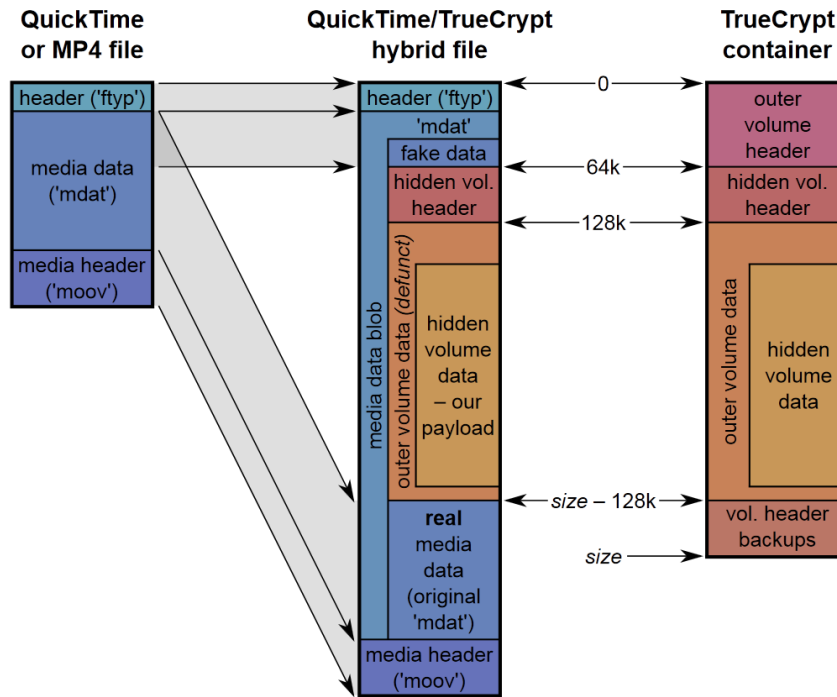 QuickTime
or MP4 file
header ('ftyp')
media data
('mdat')
media header
('moov')
QuickTime/TrueCrypt
hybrid file
header ('ftyp')
'mdat'
fake data
hidden vol.
header
media data blob
outer volume data (defunct)
hidden
volume
data
– our
payload
real
media
data
(original
'mdat')
media header
('moov')
0
64k
128k
size – 128k
size
TrueCrypt
container
outer
volume
header
hidden vol.
header
outer volume data
hidden
volume
data
vol. header
backups